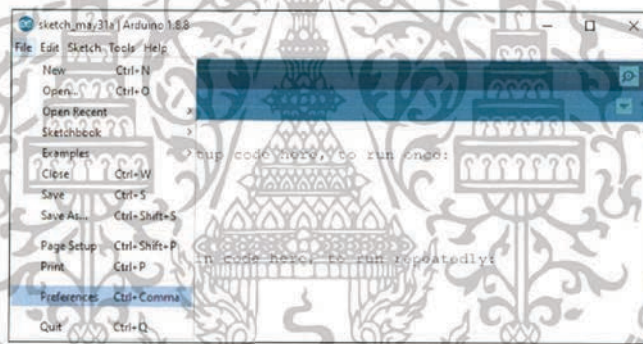 sketch_may31a | Arduino 1.8.8
File Edit Sketch Tools Help
New Ctrl+N
Open... Ctrl+O
Open Recent
Sketchbook
Examples
Close Ctrl+W
Save Ctrl+S
Save As... Ctrl+Shift+S
Page Setup Ctrl+Shift+P
Print Ctrl+P
Preferences Ctrl+Comma
Quit Ctrl+Q
tup code here, to run once:
in code here, to run repeatedly: